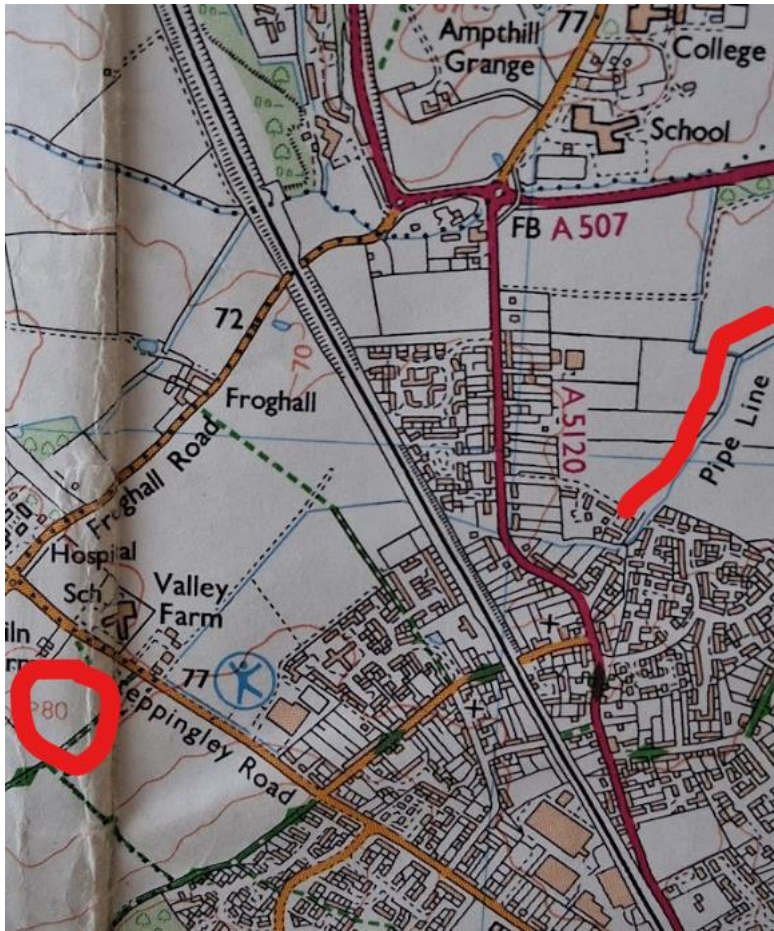 77
Ampthill
Grange
College
School
FB A 507
72
70
Froghall
A 5120
Pipe Line
Froghall Road
Hospital
Sch
Valley
Farm
77
80
Steppingley Road